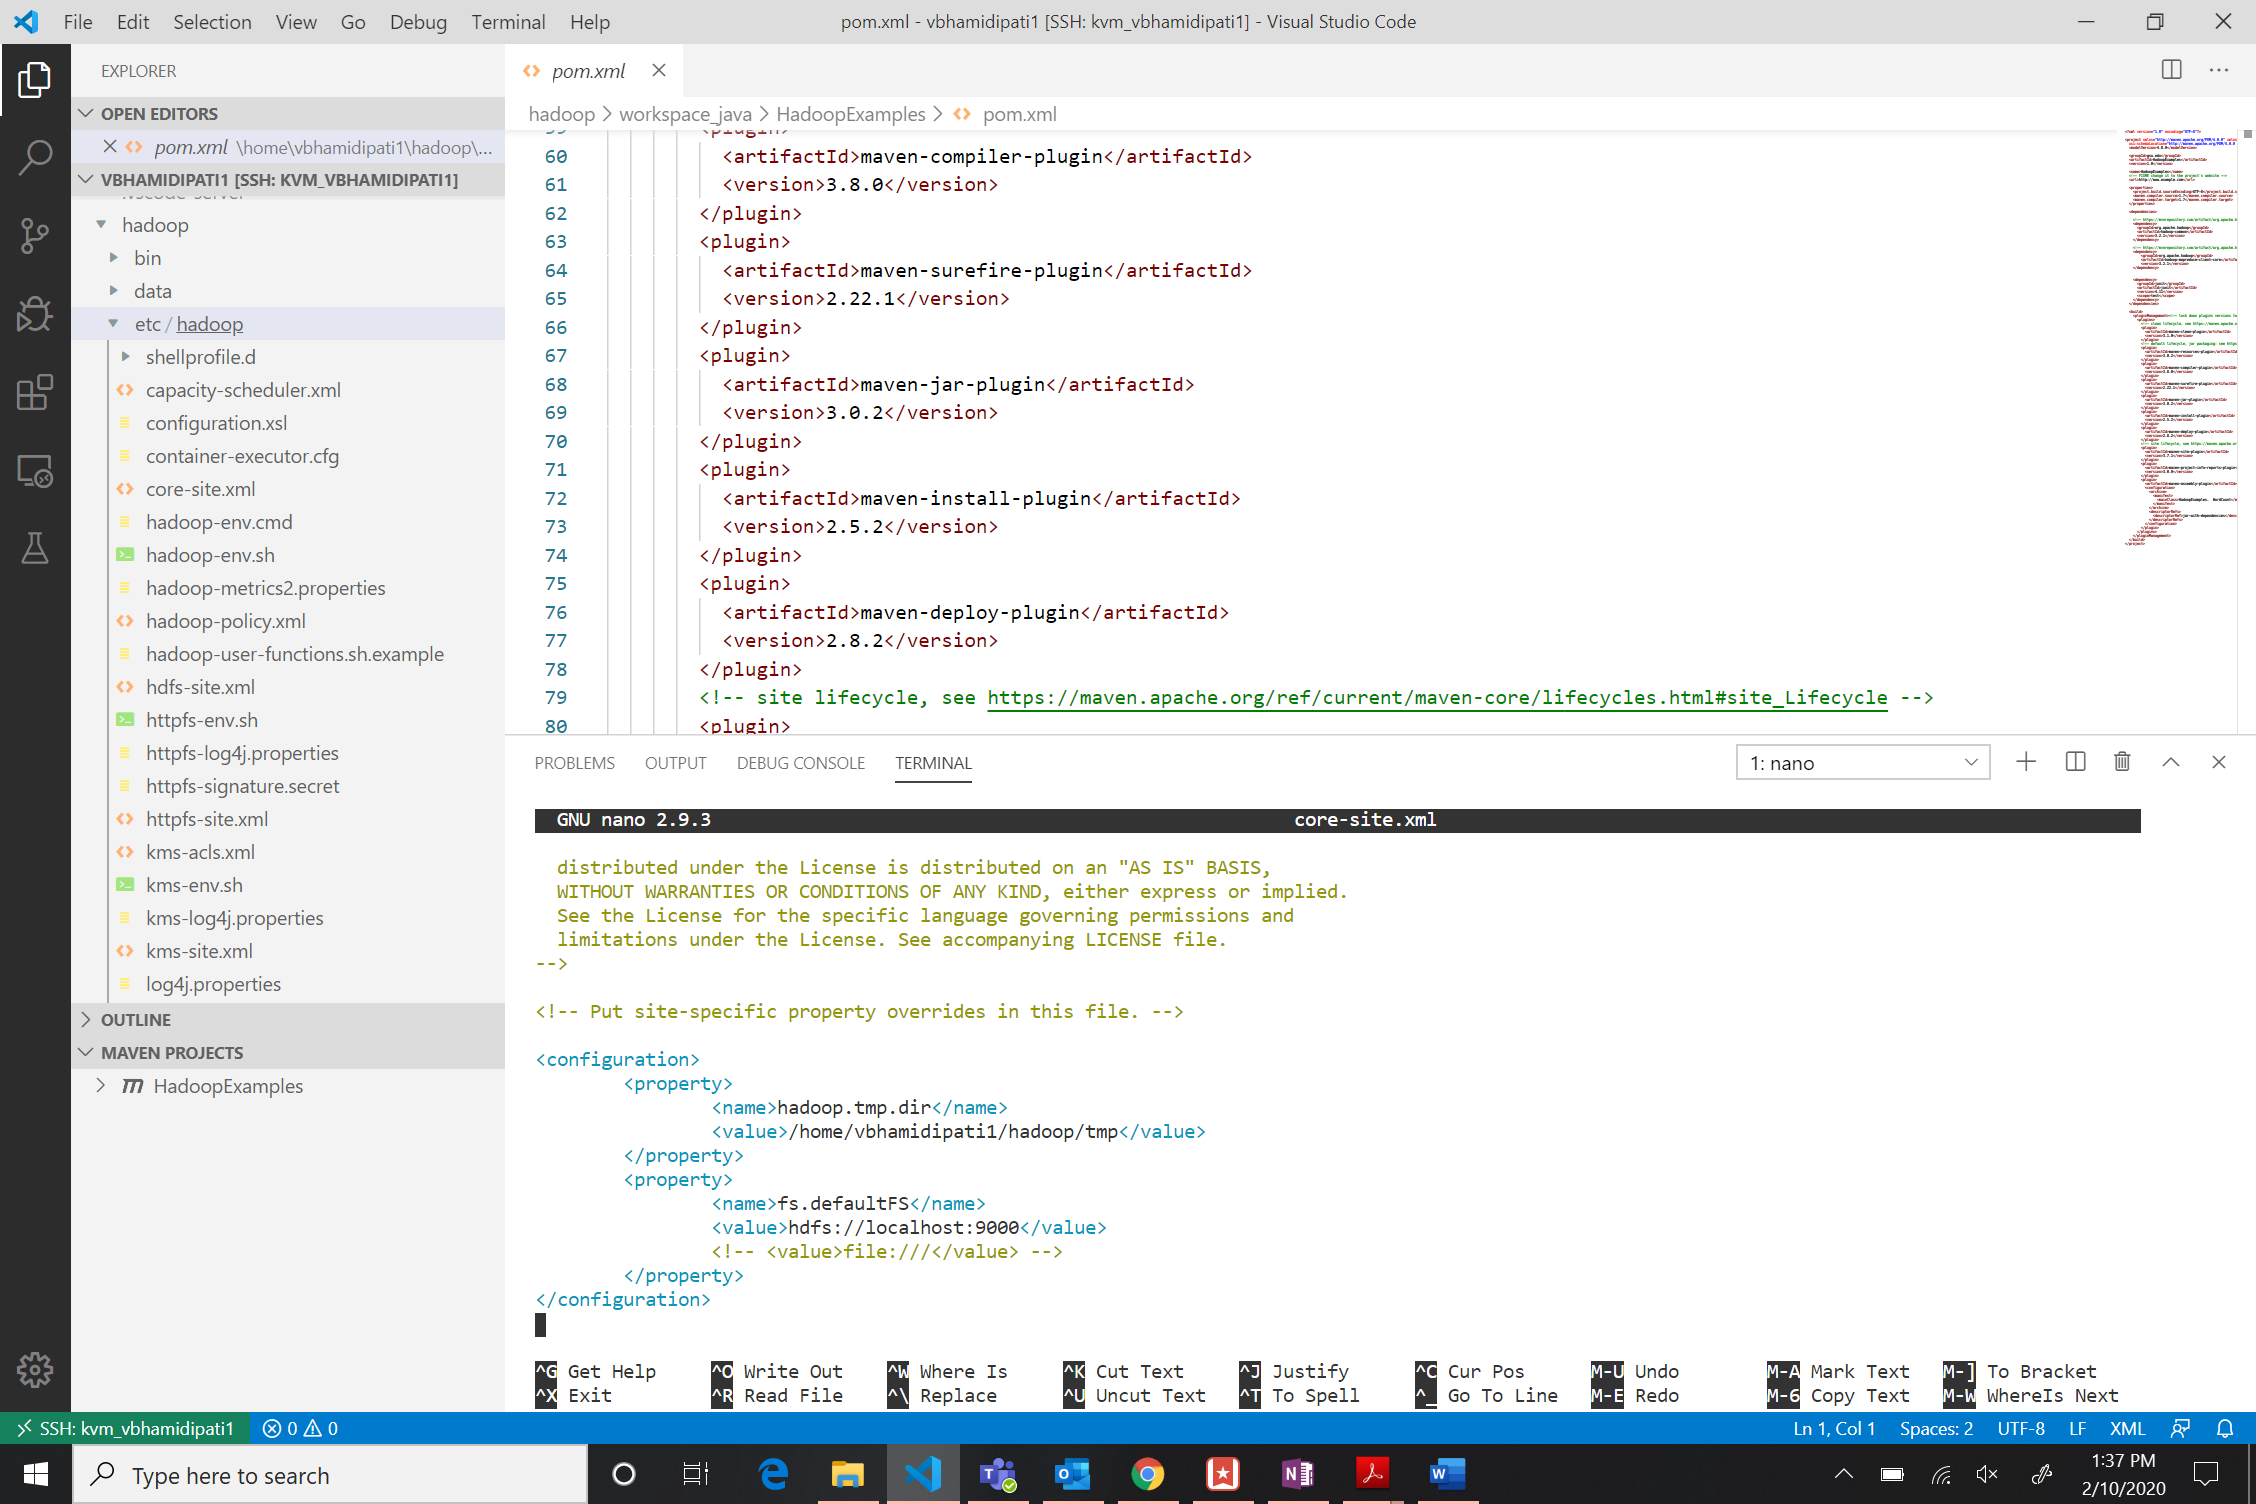 File Edit Selection View Go Debug Terminal Help
pom.xml - vbhamidipati1 [SSH: kvm_vbhamidipati1] - Visual Studio Code
EXPLORER
OPEN EDITORS
pom.xml \home\vbhamidipati1\hadoop\...
VBHAMIDIPATI1 [SSH: KVM_VBHAMIDIPATI1]
.vscode-server
hadoop
bin
data
etc / hadoop
shellprofile.d
capacity-scheduler.xml
configuration.xsl
container-executor.cfg
core-site.xml
hadoop-env.cmd
hadoop-env.sh
hadoop-metrics2.properties
hadoop-policy.xml
hadoop-user-functions.sh.example
hdfs-site.xml
httpfs-env.sh
httpfs-log4j.properties
httpfs-signature.secret
httpfs-site.xml
kms-acls.xml
kms-env.sh
kms-log4j.properties
kms-site.xml
log4j.properties
OUTLINE
MAVEN PROJECTS
HadoopExamples
pom.xml
hadoop > workspace_java > HadoopExamples > pom.xml
59 <plugin>
60 <artifactId>maven-compiler-plugin</artifactId>
61 <version>3.8.0</version>
62 </plugin>
63 <plugin>
64 <artifactId>maven-surefire-plugin</artifactId>
65 <version>2.22.1</version>
66 </plugin>
67 <plugin>
68 <artifactId>maven-jar-plugin</artifactId>
69 <version>3.0.2</version>
70 </plugin>
71 <plugin>
72 <artifactId>maven-install-plugin</artifactId>
73 <version>2.5.2</version>
74 </plugin>
75 <plugin>
76 <artifactId>maven-deploy-plugin</artifactId>
77 <version>2.8.2</version>
78 </plugin>
79 <!-- site lifecycle, see https://maven.apache.org/ref/current/maven-core/lifecycles.html#site_Lifecycle -->
80 <plugin>
PROBLEMS OUTPUT DEBUG CONSOLE TERMINAL
1: nano
GNU nano 2.9.3 core-site.xml
distributed under the License is distributed on an "AS IS" BASIS,
WITHOUT WARRANTIES OR CONDITIONS OF ANY KIND, either express or implied.
See the License for the specific language governing permissions and
limitations under the License. See accompanying LICENSE file.
-->
<!-- Put site-specific property overrides in this file. -->
<configuration>
<property>
<name>hadoop.tmp.dir</name>
<value>/home/vbhamidipati1/hadoop/tmp</value>
</property>
<property>
<name>fs.defaultFS</name>
<value>hdfs://localhost:9000</value>
<!-- <value>file:///</value> -->
</property>
</configuration>
^G Get Help ^O Write Out ^W Where Is ^K Cut Text ^J Justify ^C Cur Pos M-U Undo M-A Mark Text M-] To Bracket
^X Exit ^R Read File ^\ Replace ^U Uncut Text ^T To Spell ^_ Go To Line M-E Redo M-6 Copy Text M-W WhereIs Next
SSH: kvm_vbhamidipati1 0 0
Ln 1, Col 1 Spaces: 2 UTF-8 LF XML
Type here to search
1:37 PM
2/10/2020